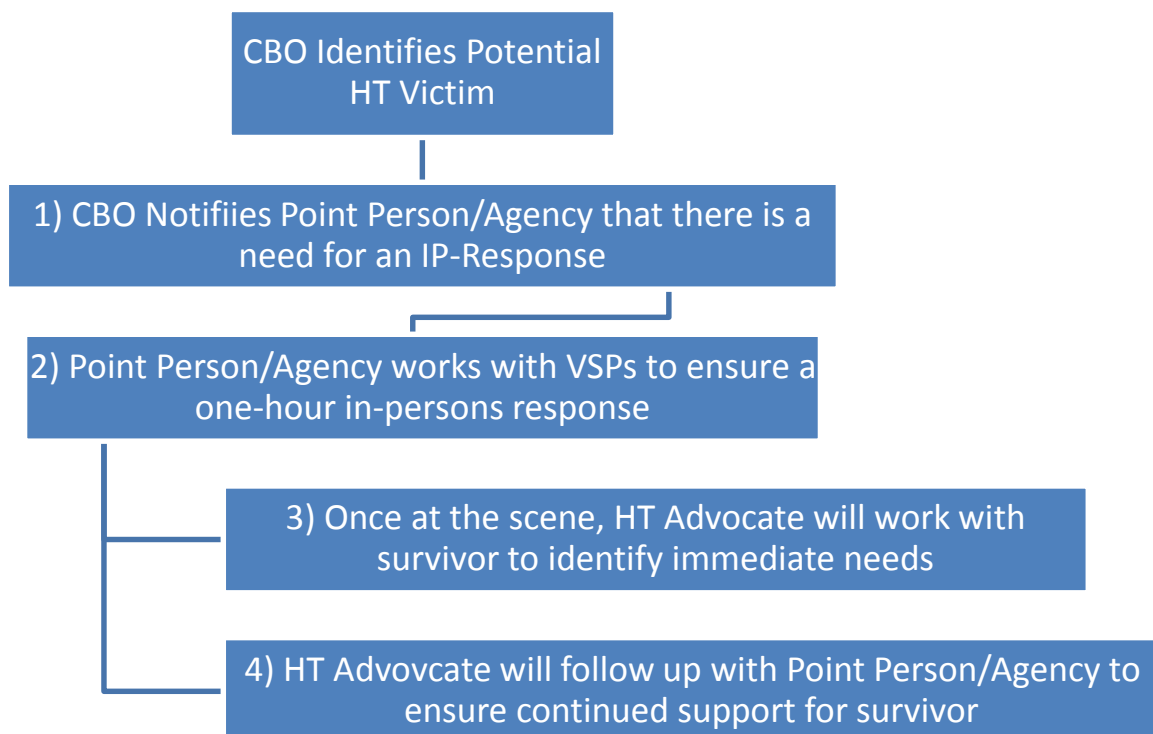 CBO Identifies Potential
HT Victim
1) CBO Notifiies Point Person/Agency that there is a
need for an IP-Response
2) Point Person/Agency works with VSPs to ensure a
one-hour in-persons response
3) Once at the scene, HT Advocate will work with
survivor to identify immediate needs
4) HT Advovcate will follow up with Point Person/Agency to
ensure continued support for survivor